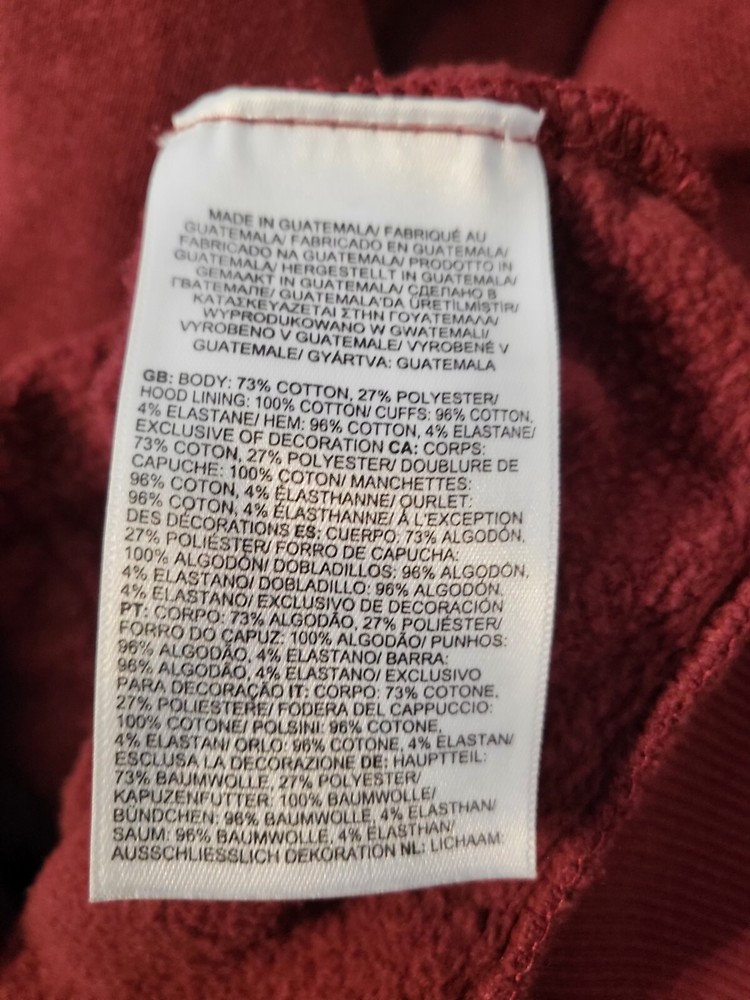 MADE IN GUATEMALA/ FABRIQUÉ AU
GUATEMALA/ FABRICADO EN GUATEMALA/
FABRICADO NA GUATEMALA/ PRODOTTO IN
GUATEMALA/ HERGESTELLT IN GUATEMALA/
GEMAAKT IN GUATEMALA/ СДЕЛАНО В
ГВАТЕМАЛЕ/ GUATEMALA'DA ÜRETİLMİŞTİR/
ΚΑΤΑΣΚΕΥΑΖΕΤΑΙ ΣΤΗΝ ΓΟΥΑΤΕΜΑΛΑ/
WYPRODUKOWANO W GWATEMALI/
VYROBENO V GUATEMALE/ VYROBENÉ V
GUATEMALE/ GYÁRTVA: GUATEMALA
GB: BODY: 73% COTTON, 27% POLYESTER/
HOOD LINING: 100% COTTON/ CUFFS: 96% COTTON,
4% ELASTANE/ HEM: 96% COTTON, 4% ELASTANE/
EXCLUSIVE OF DECORATION CA: CORPS:
73% COTON, 27% POLYESTER/ DOUBLURE DE
CAPUCHE: 100% COTON/ MANCHETTES:
96% COTON, 4% ÉLASTHANNE/ OURLET:
96% COTON, 4% ÉLASTHANNE/ À L'EXCEPTION
DES DÉCORATIONS ES: CUERPO: 73% ALGODÓN,
27% POLIÉSTER/ FORRO DE CAPUCHA:
100% ALGODÓN/ DOBLADILLOS: 96% ALGODÓN,
4% ELASTANO/ DOBLADILLO: 96% ALGODÓN,
4% ELASTANO/ EXCLUSIVO DE DECORACIÓN
PT: CORPO: 73% ALGODÃO, 27% POLIÉSTER/
FORRO DO CAPUZ: 100% ALGODÃO/ PUNHOS:
96% ALGODÃO, 4% ELASTANO/ BARRA:
96% ALGODÃO, 4% ELASTANO/ EXCLUSIVO
PARA DECORAÇÃO IT: CORPO: 73% COTONE,
27% POLIESTERE/ FODERA DEL CAPPUCCIO:
100% COTONE/ POLSINI: 96% COTONE,
4% ELASTAN/ ORLO: 96% COTONE, 4% ELASTAN/
ESCLUSA LA DECORAZIONE DE: HAUPTTEIL:
73% BAUMWOLLE, 27% POLYESTER/
KAPUZENFUTTER: 100% BAUMWOLLE/
BÜNDCHEN: 96% BAUMWOLLE, 4% ELASTHAN/
SAUM: 96% BAUMWOLLE, 4% ELASTHAN/
AUSSCHLIESSLICH DEKORATION NL: LICHAAM: